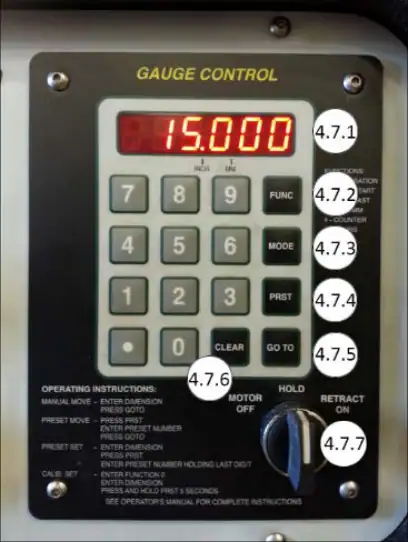 GAUGE CONTROL
15.000
4.7.1
INCH
7 8 9 FUNC
4.7.2
4 5 6 MODE
4.7.3
- COUNTER
1 2 3 PRST
4.7.4
• 0 CLEAR GO TO
4.7.5
4.7.6
OPERATING INSTRUCTIONS:
MANUAL MOVE – ENTER DIMENSION
PRESS GOTO
PRESET MOVE – PRESS PRST
ENTER PRESET NUMBER
PRESS GOTO
PRESET SET – ENTER DIMENSION
PRESS PRST
ENTER PRESET NUMBER HOLDING LAST DIGIT
CALIB. SET – ENTER FUNCTION 0
ENTER DIMENSION
PRESS AND HOLD PRST 5 SECONDS
SEE OPERATOR'S MANUAL FOR COMPLETE INSTRUCTIONS
HOLD
MOTOR OFF
RETRACT ON
4.7.7